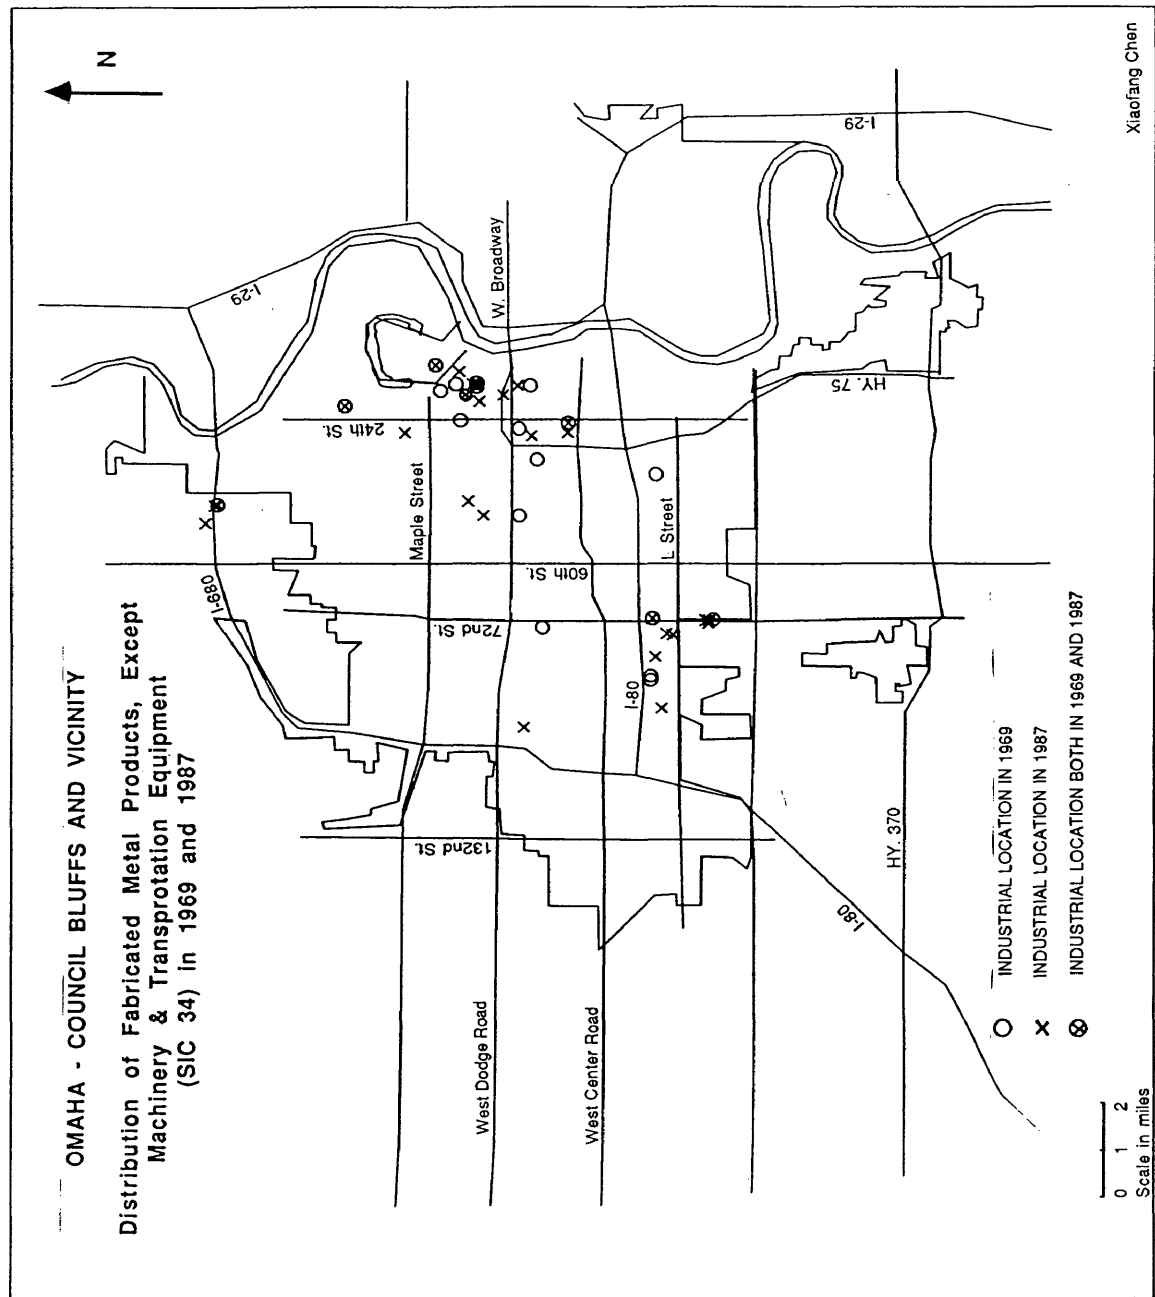 OMAHA - COUNCIL BLUFFS AND VICINITY
Distribution of Fabricated Metal Products, Except
Machinery & Transprotation Equipment
(SIC 34) in 1969 and 1987
N
I-680
I-29
24th St.
Maple Street
W. Broadway
72nd St.
60th St.
132nd St.
West Dodge Road
West Center Road
I-80
L Street
I-29
HY. 75
I-80
HY. 370
INDUSTRIAL LOCATION IN 1969
INDUSTRIAL LOCATION IN 1987
INDUSTRIAL LOCATION BOTH IN 1969 AND 1987
0 1 2
Scale in miles
Xiaofang Chen